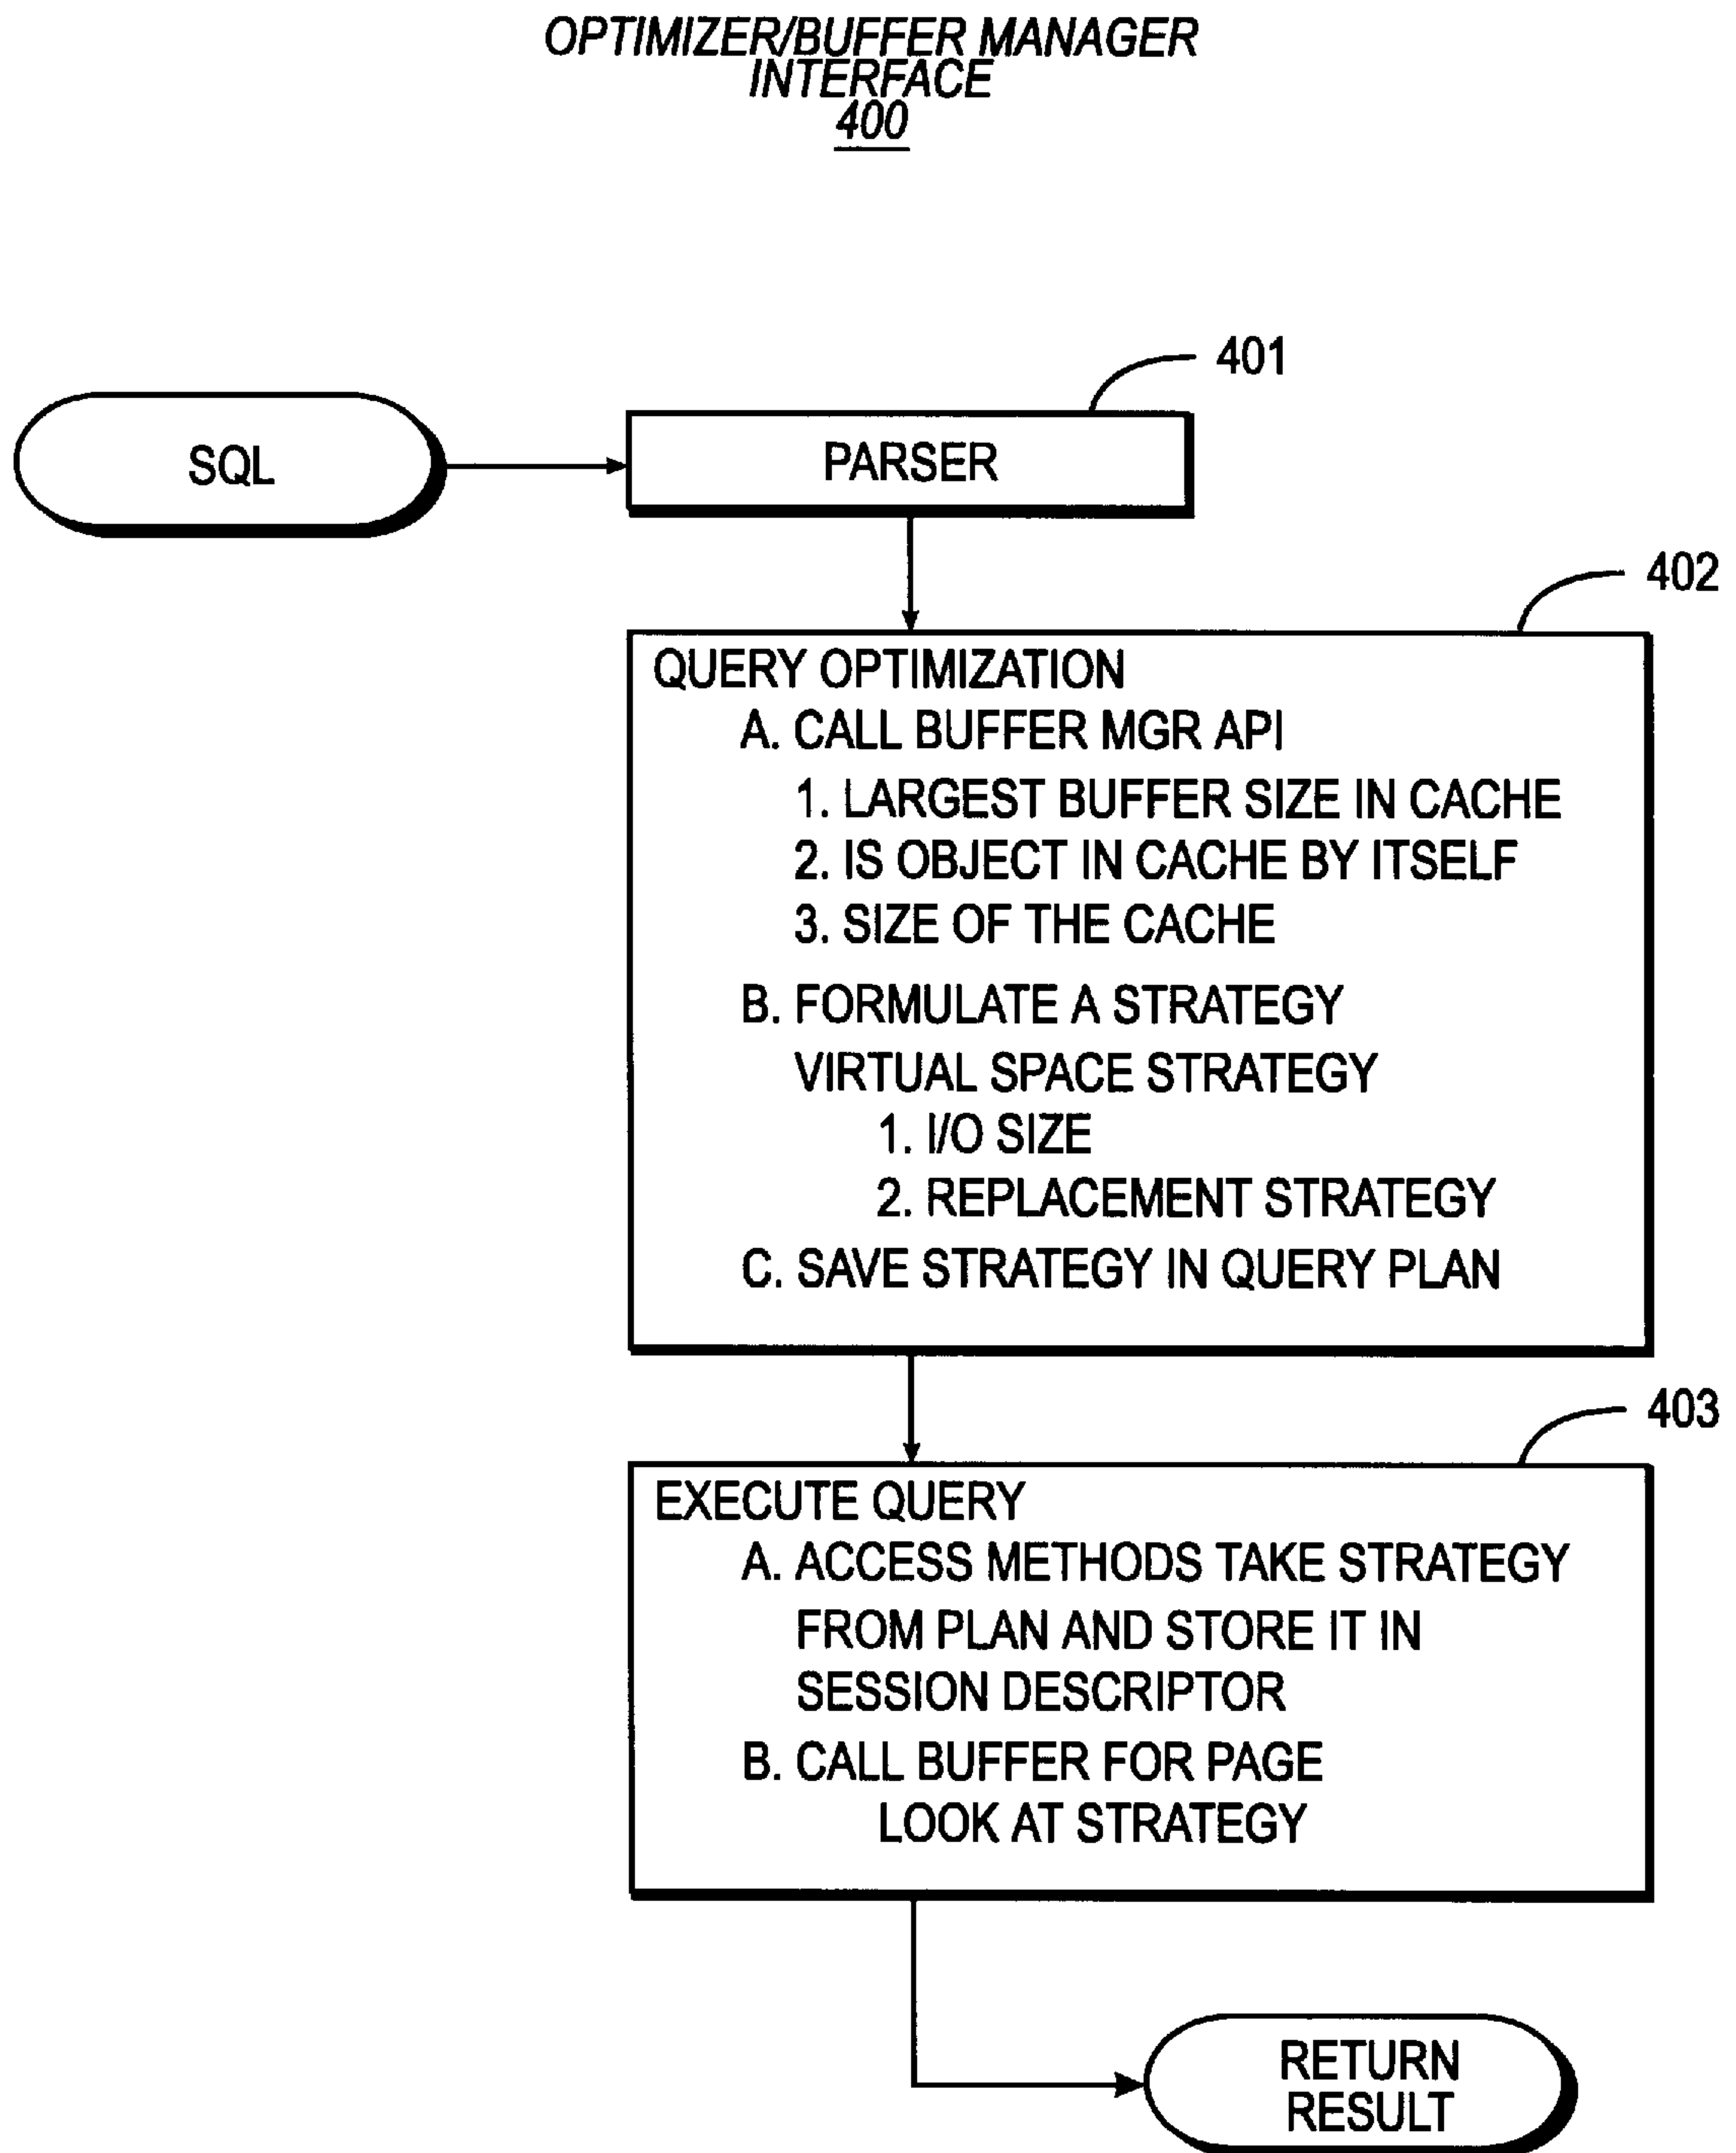 OPTIMIZER/BUFFER MANAGER
INTERFACE
400
401
SQL
PARSER
402
QUERY OPTIMIZATION
A. CALL BUFFER MGR API
1. LARGEST BUFFER SIZE IN CACHE
2. IS OBJECT IN CACHE BY ITSELF
3. SIZE OF THE CACHE
B. FORMULATE A STRATEGY
VIRTUAL SPACE STRATEGY
1. I/O SIZE
2. REPLACEMENT STRATEGY
C. SAVE STRATEGY IN QUERY PLAN
403
EXECUTE QUERY
A. ACCESS METHODS TAKE STRATEGY
FROM PLAN AND STORE IT IN
SESSION DESCRIPTOR
B. CALL BUFFER FOR PAGE
LOOK AT STRATEGY
RETURN
RESULT